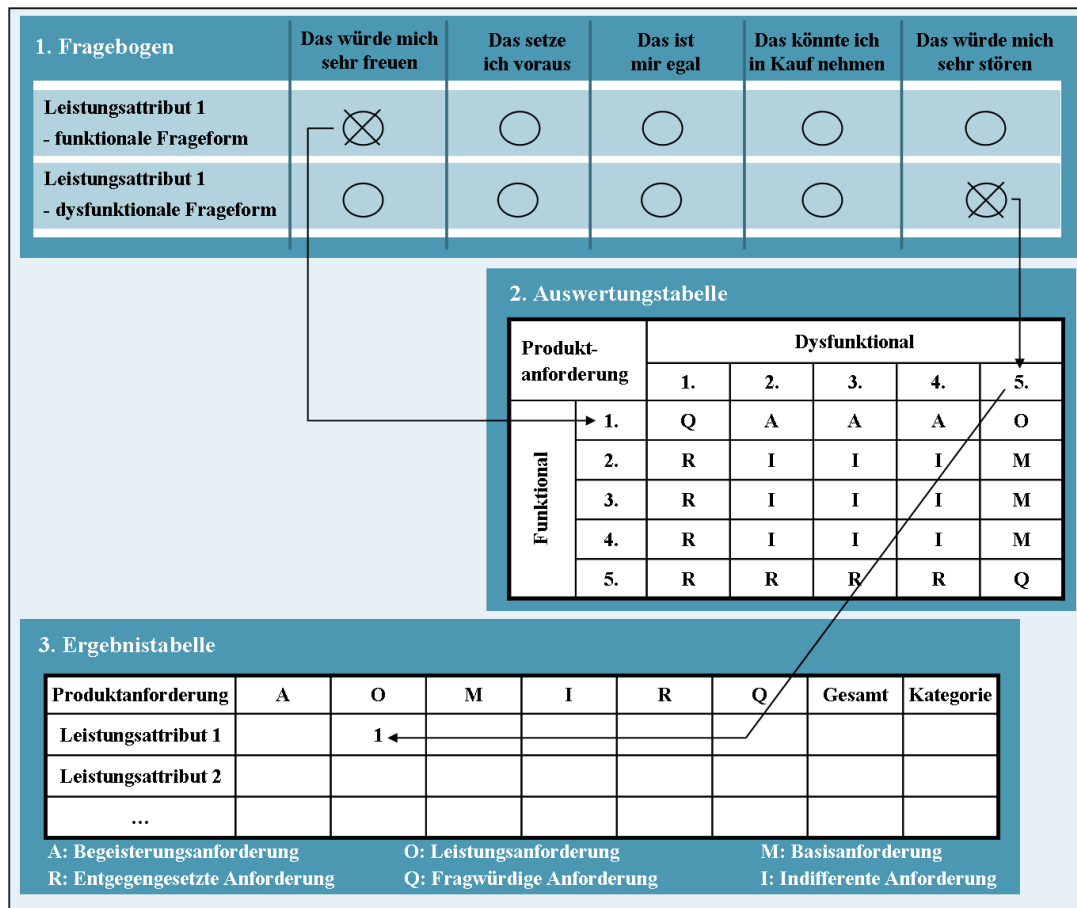 1. Fragebogen
Das würde mich
sehr freuen
Das setze
ich voraus
Das ist
mir egal
Das könnte ich
in Kauf nehmen
Das würde mich
sehr stören
Leistungsattribut 1
- funktionale Frageform
Leistungsattribut 1
- dysfunktionale Frageform
2. Auswertungstabelle
Produkt-
anforderung
Dysfunktional
1. 2. 3. 4. 5.
Funktional
1. Q A A A O
2. R I I I M
3. R I I I M
4. R I I I M
5. R R R R Q
3. Ergebnistabelle
Produktanforderung A O M I R Q Gesamt Kategorie
Leistungsattribut 1 1
Leistungsattribut 2
...
A: Begeisterungsanforderung O: Leistungsanforderung M: Basisanforderung
R: Entgegengesetzte Anforderung Q: Fragwürdige Anforderung I: Indifferente Anforderung